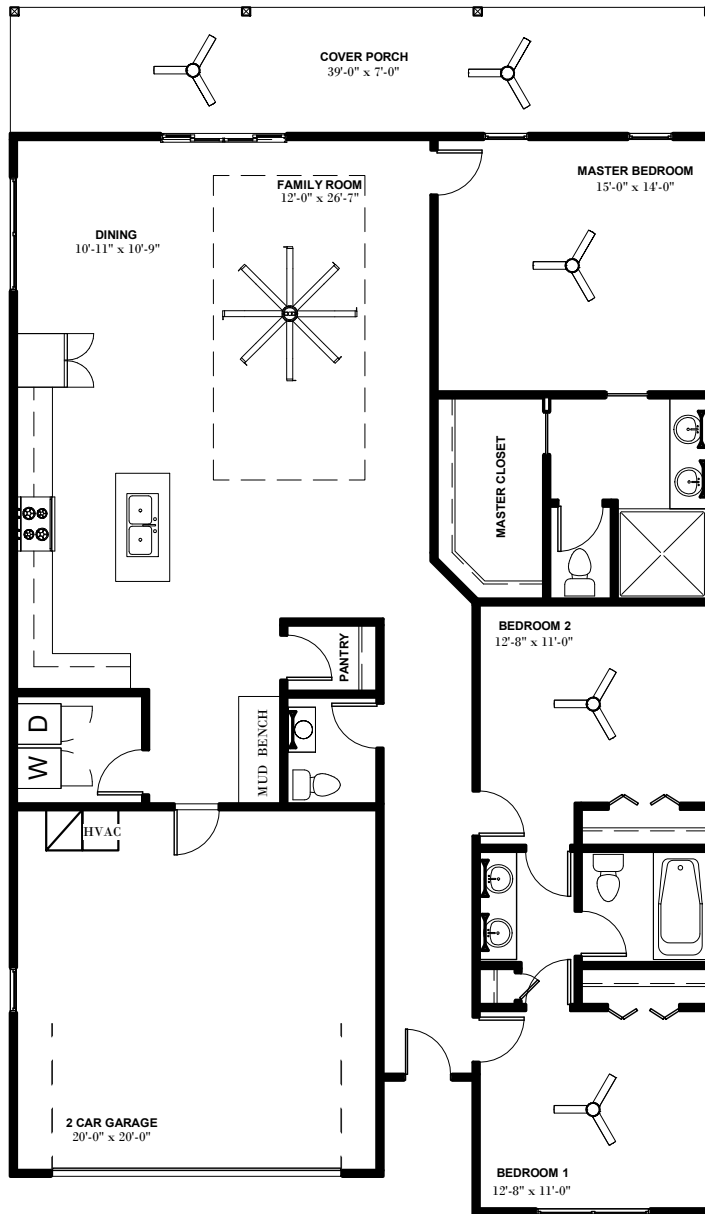 COVER PORCH
39'-0" x 7'-0"
FAMILY ROOM
12'-0" x 26'-7"
MASTER BEDROOM
15'-0" x 14'-0"
DINING
10'-11" x 10'-9"
MASTER CLOSET
BEDROOM 2
12'-8" x 11'-0"
PANTRY
D
W
MUD BENCH
HVAC
2 CAR GARAGE
20'-0" x 20'-0"
BEDROOM 1
12'-8" x 11'-0"